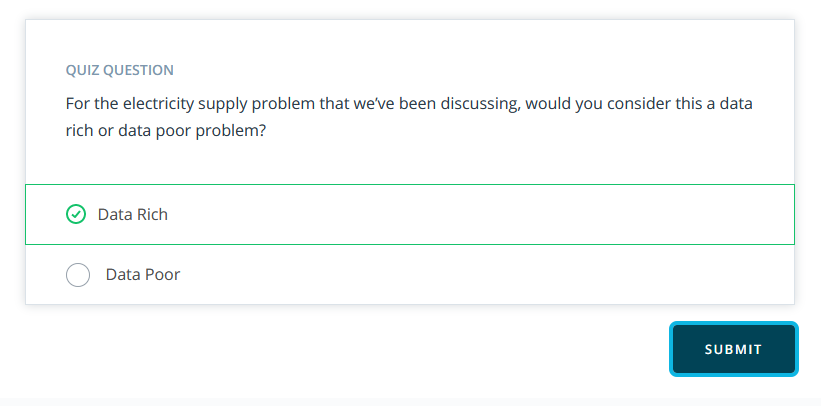 QUIZ QUESTION
For the electricity supply problem that we’ve been discussing, would you consider this a data
rich or data poor problem?
Data Rich
Data Poor
SUBMIT